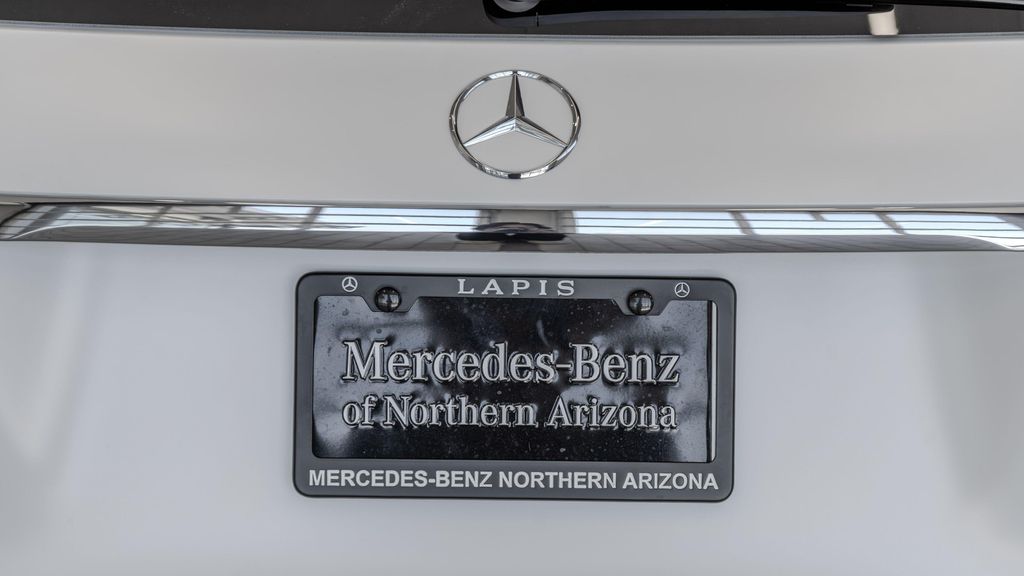 LAPIS
Mercedes-Benz
of Northern Arizona
MERCEDES-BENZ NORTHERN ARIZONA